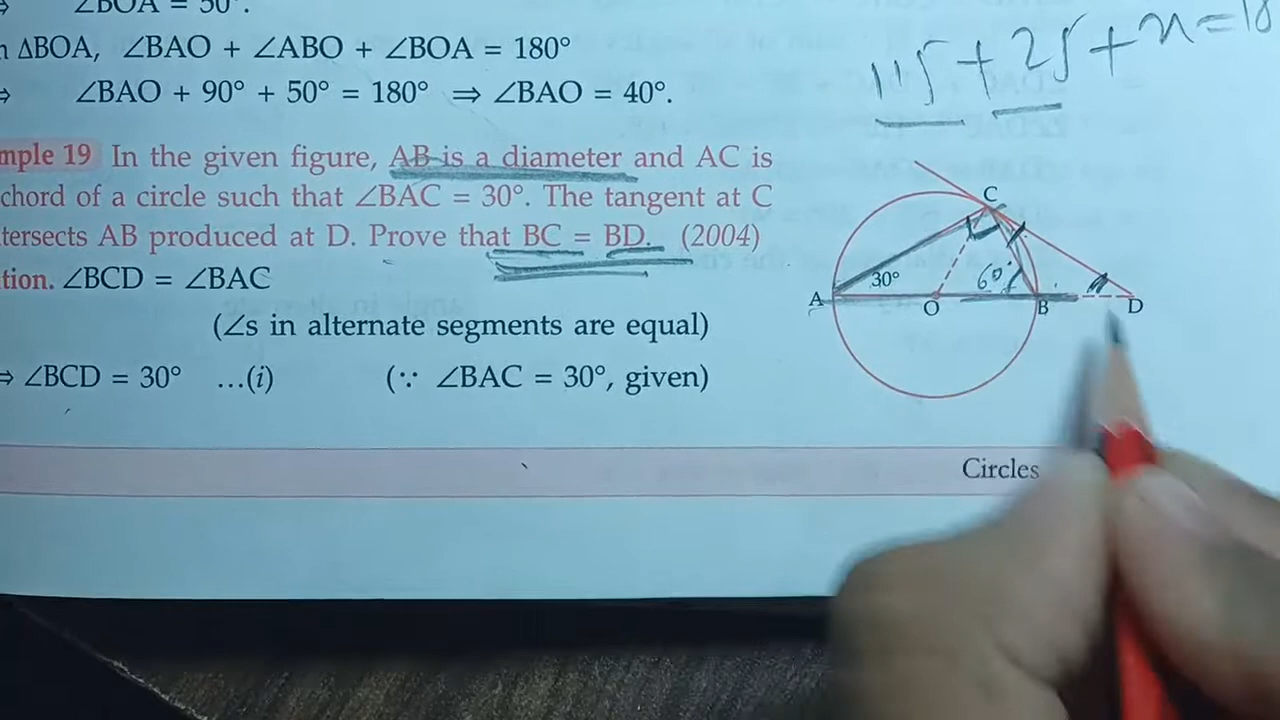 ∠BOA = 50°.
ΔBOA, ∠BAO + ∠ABO + ∠BOA = 180°
⇒ ∠BAO + 90° + 50° = 180° ⇒ ∠BAO = 40°.
115 + 25 + x = 18
mple 19 In the given figure, AB is a diameter and AC is
chord of a circle such that ∠BAC = 30°. The tangent at C
tersects AB produced at D. Prove that BC = BD. (2004)
tion. ∠BCD = ∠BAC
(∠s in alternate segments are equal)
⇒ ∠BCD = 30° ...(i) (∵ ∠BAC = 30°, given)
C
30° 60°
A O B D
Circles